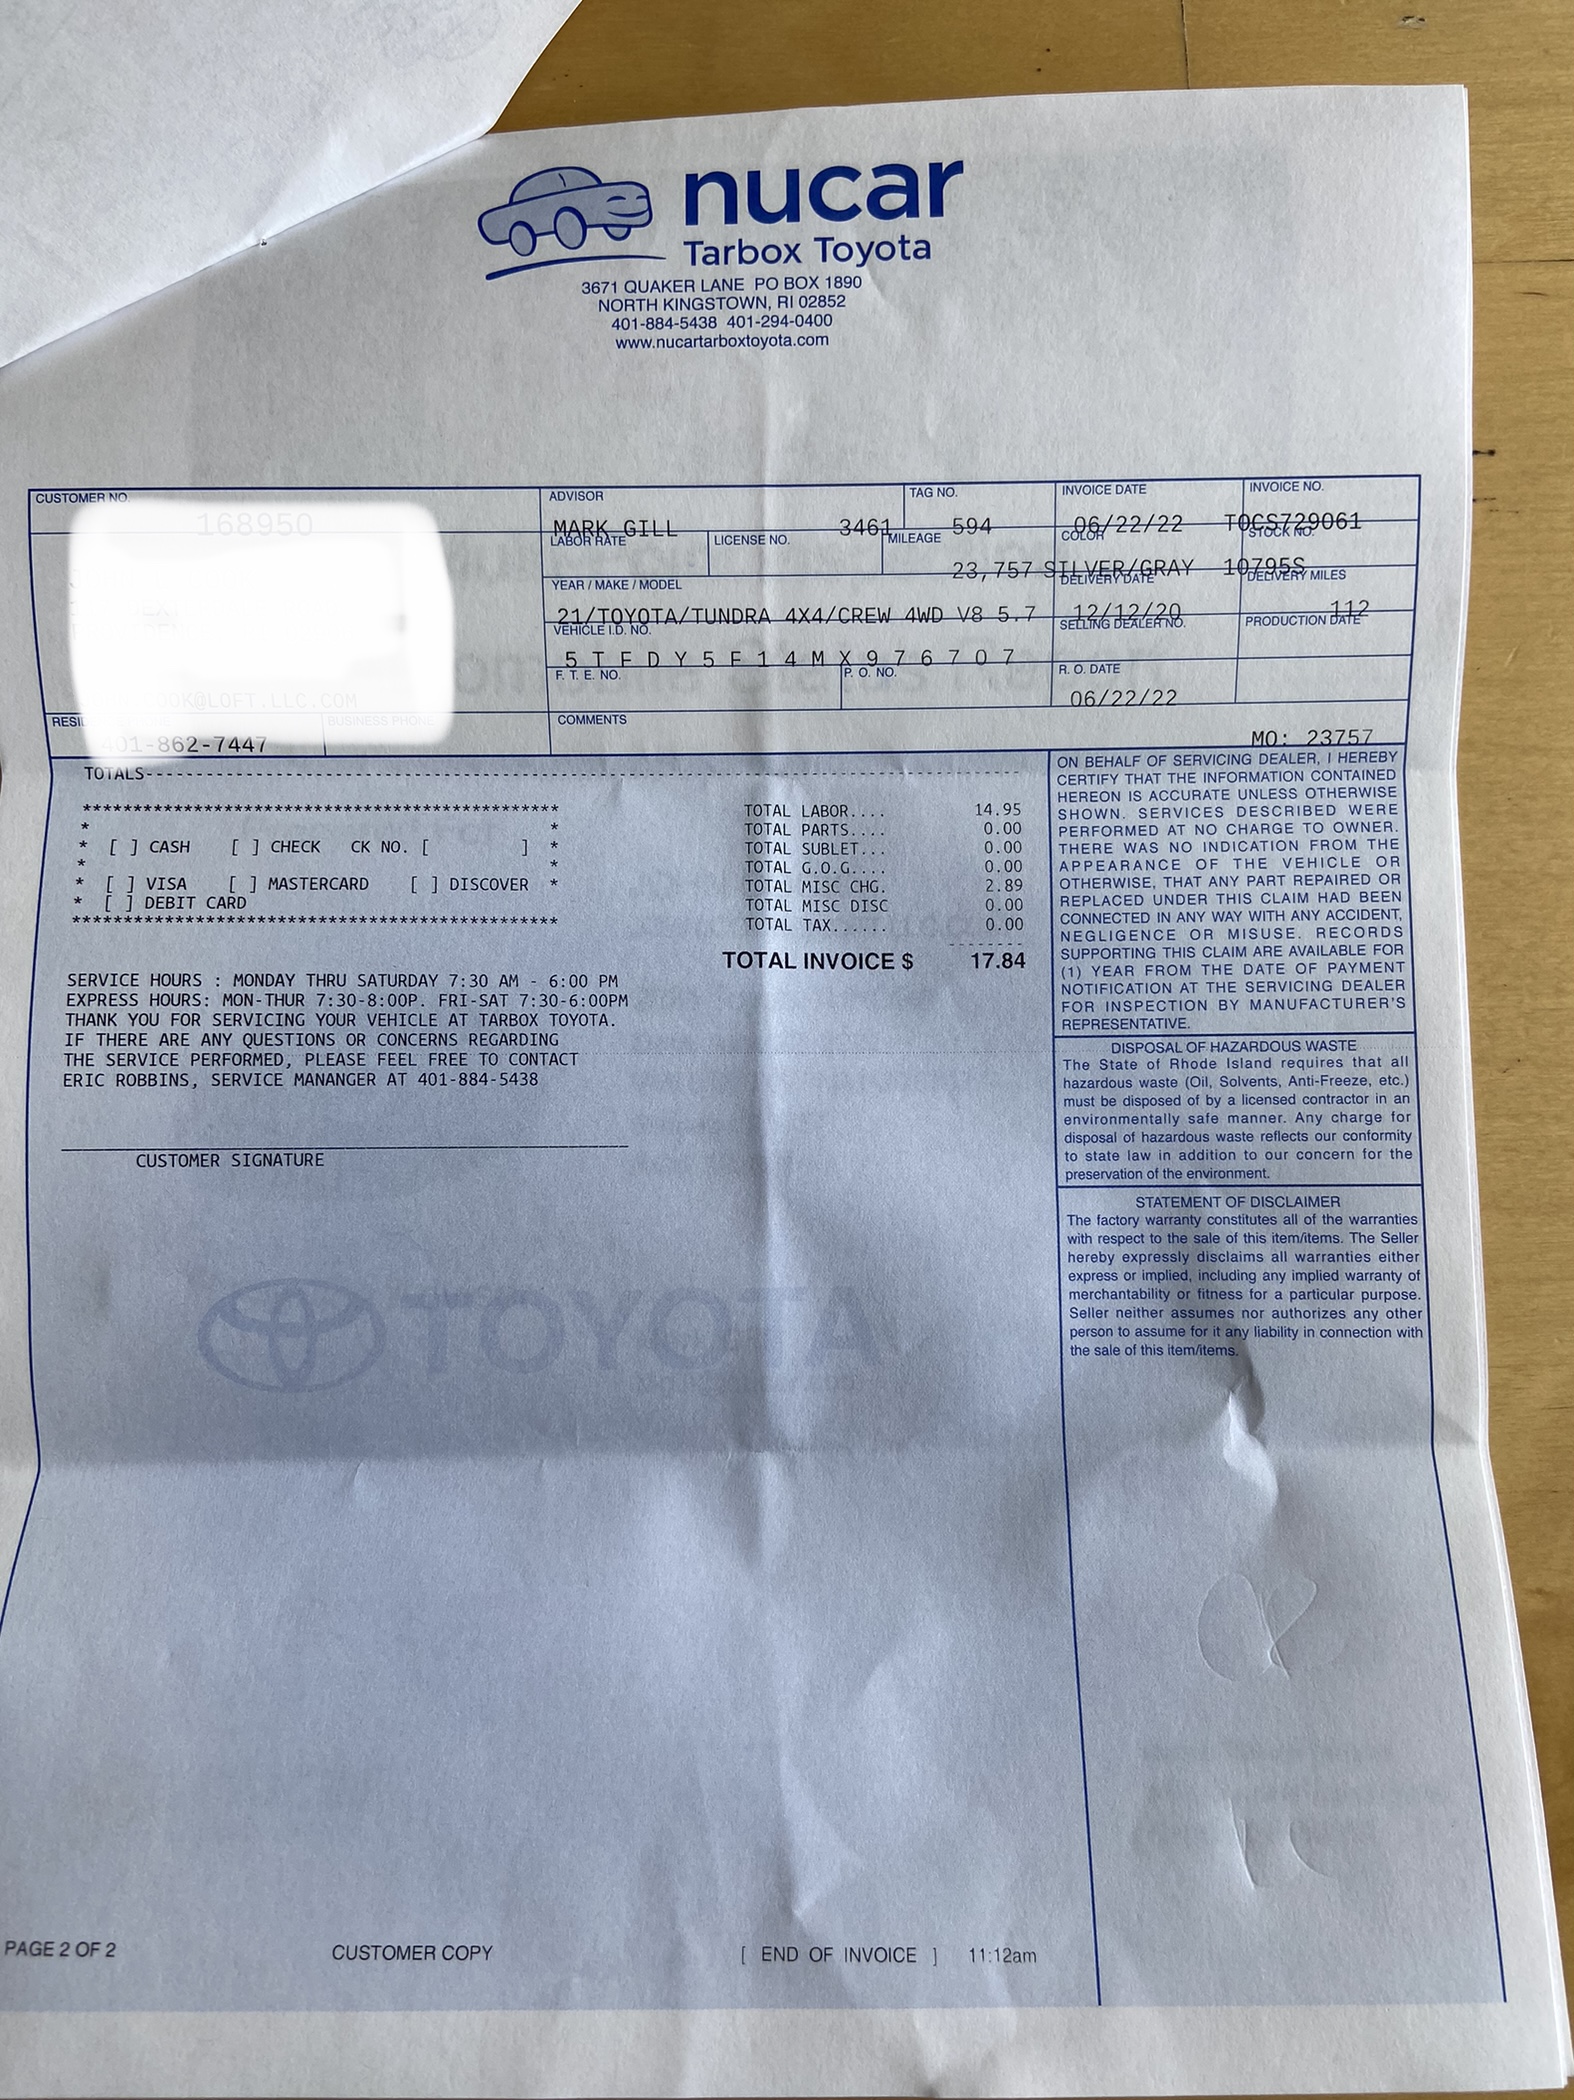 nucar
Tarbox Toyota
3671 QUAKER LANE PO BOX 1890
NORTH KINGSTOWN, RI 02852
401-884-5438 401-294-0400
www.nucartarboxtoyota.com
CUSTOMER NO. ADVISOR TAG NO. INVOICE DATE INVOICE NO.
168950 MARK GILL 3461 594 06/22/22 TOCS729061
LABOR RATE LICENSE NO. MILEAGE COLOR STOCK NO.
23,757 SILVER/GRAY 10795S
YEAR / MAKE / MODEL DELIVERY DATE DELIVERY MILES
21/TOYOTA/TUNDRA 4X4/CREW 4WD V8 5.7 12/12/20 112
VEHICLE I.D. NO. SELLING DEALER NO. PRODUCTION DATE
5 T F D Y 5 F 1 4 M X 9 7 6 7 0 7
F. T. E. NO. P. O. NO. R. O. DATE
06/22/22
@LOFT.LLC.COM
BUSINESS PHONE COMMENTS
401-862-7447 MO: 23757
TOTALS
TOTAL LABOR.... 14.95
TOTAL PARTS.... 0.00
[ ] CASH [ ] CHECK CK NO. [ ] TOTAL SUBLET... 0.00
TOTAL G.O.G.... 0.00
[ ] VISA [ ] MASTERCARD [ ] DISCOVER TOTAL MISC CHG. 2.89
[ ] DEBIT CARD TOTAL MISC DISC 0.00
TOTAL TAX...... 0.00
TOTAL INVOICE $ 17.84
SERVICE HOURS : MONDAY THRU SATURDAY 7:30 AM - 6:00 PM
EXPRESS HOURS: MON-THUR 7:30-8:00P. FRI-SAT 7:30-6:00PM
THANK YOU FOR SERVICING YOUR VEHICLE AT TARBOX TOYOTA.
IF THERE ARE ANY QUESTIONS OR CONCERNS REGARDING
THE SERVICE PERFORMED, PLEASE FEEL FREE TO CONTACT
ERIC ROBBINS, SERVICE MANANGER AT 401-884-5438
CUSTOMER SIGNATURE
ON BEHALF OF SERVICING DEALER, I HEREBY
CERTIFY THAT THE INFORMATION CONTAINED
HEREON IS ACCURATE UNLESS OTHERWISE
SHOWN. SERVICES DESCRIBED WERE
PERFORMED AT NO CHARGE TO OWNER.
THERE WAS NO INDICATION FROM THE
APPEARANCE OF THE VEHICLE OR
OTHERWISE, THAT ANY PART REPAIRED OR
REPLACED UNDER THIS CLAIM HAD BEEN
CONNECTED IN ANY WAY WITH ANY ACCIDENT,
NEGLIGENCE OR MISUSE. RECORDS
SUPPORTING THIS CLAIM ARE AVAILABLE FOR
(1) YEAR FROM THE DATE OF PAYMENT
NOTIFICATION AT THE SERVICING DEALER
FOR INSPECTION BY MANUFACTURER'S
REPRESENTATIVE.
DISPOSAL OF HAZARDOUS WASTE
The State of Rhode Island requires that all
hazardous waste (Oil, Solvents, Anti-Freeze, etc.)
must be disposed of by a licensed contractor in an
environmentally safe manner. Any charge for
disposal of hazardous waste reflects our conformity
to state law in addition to our concern for the
preservation of the environment.
STATEMENT OF DISCLAIMER
The factory warranty constitutes all of the warranties
with respect to the sale of this item/items. The Seller
hereby expressly disclaims all warranties either
express or implied, including any implied warranty of
merchantability or fitness for a particular purpose.
Seller neither assumes nor authorizes any other
person to assume for it any liability in connection with
the sale of this item/items.
TOYOTA
PAGE 2 OF 2 CUSTOMER COPY [ END OF INVOICE ] 11:12am